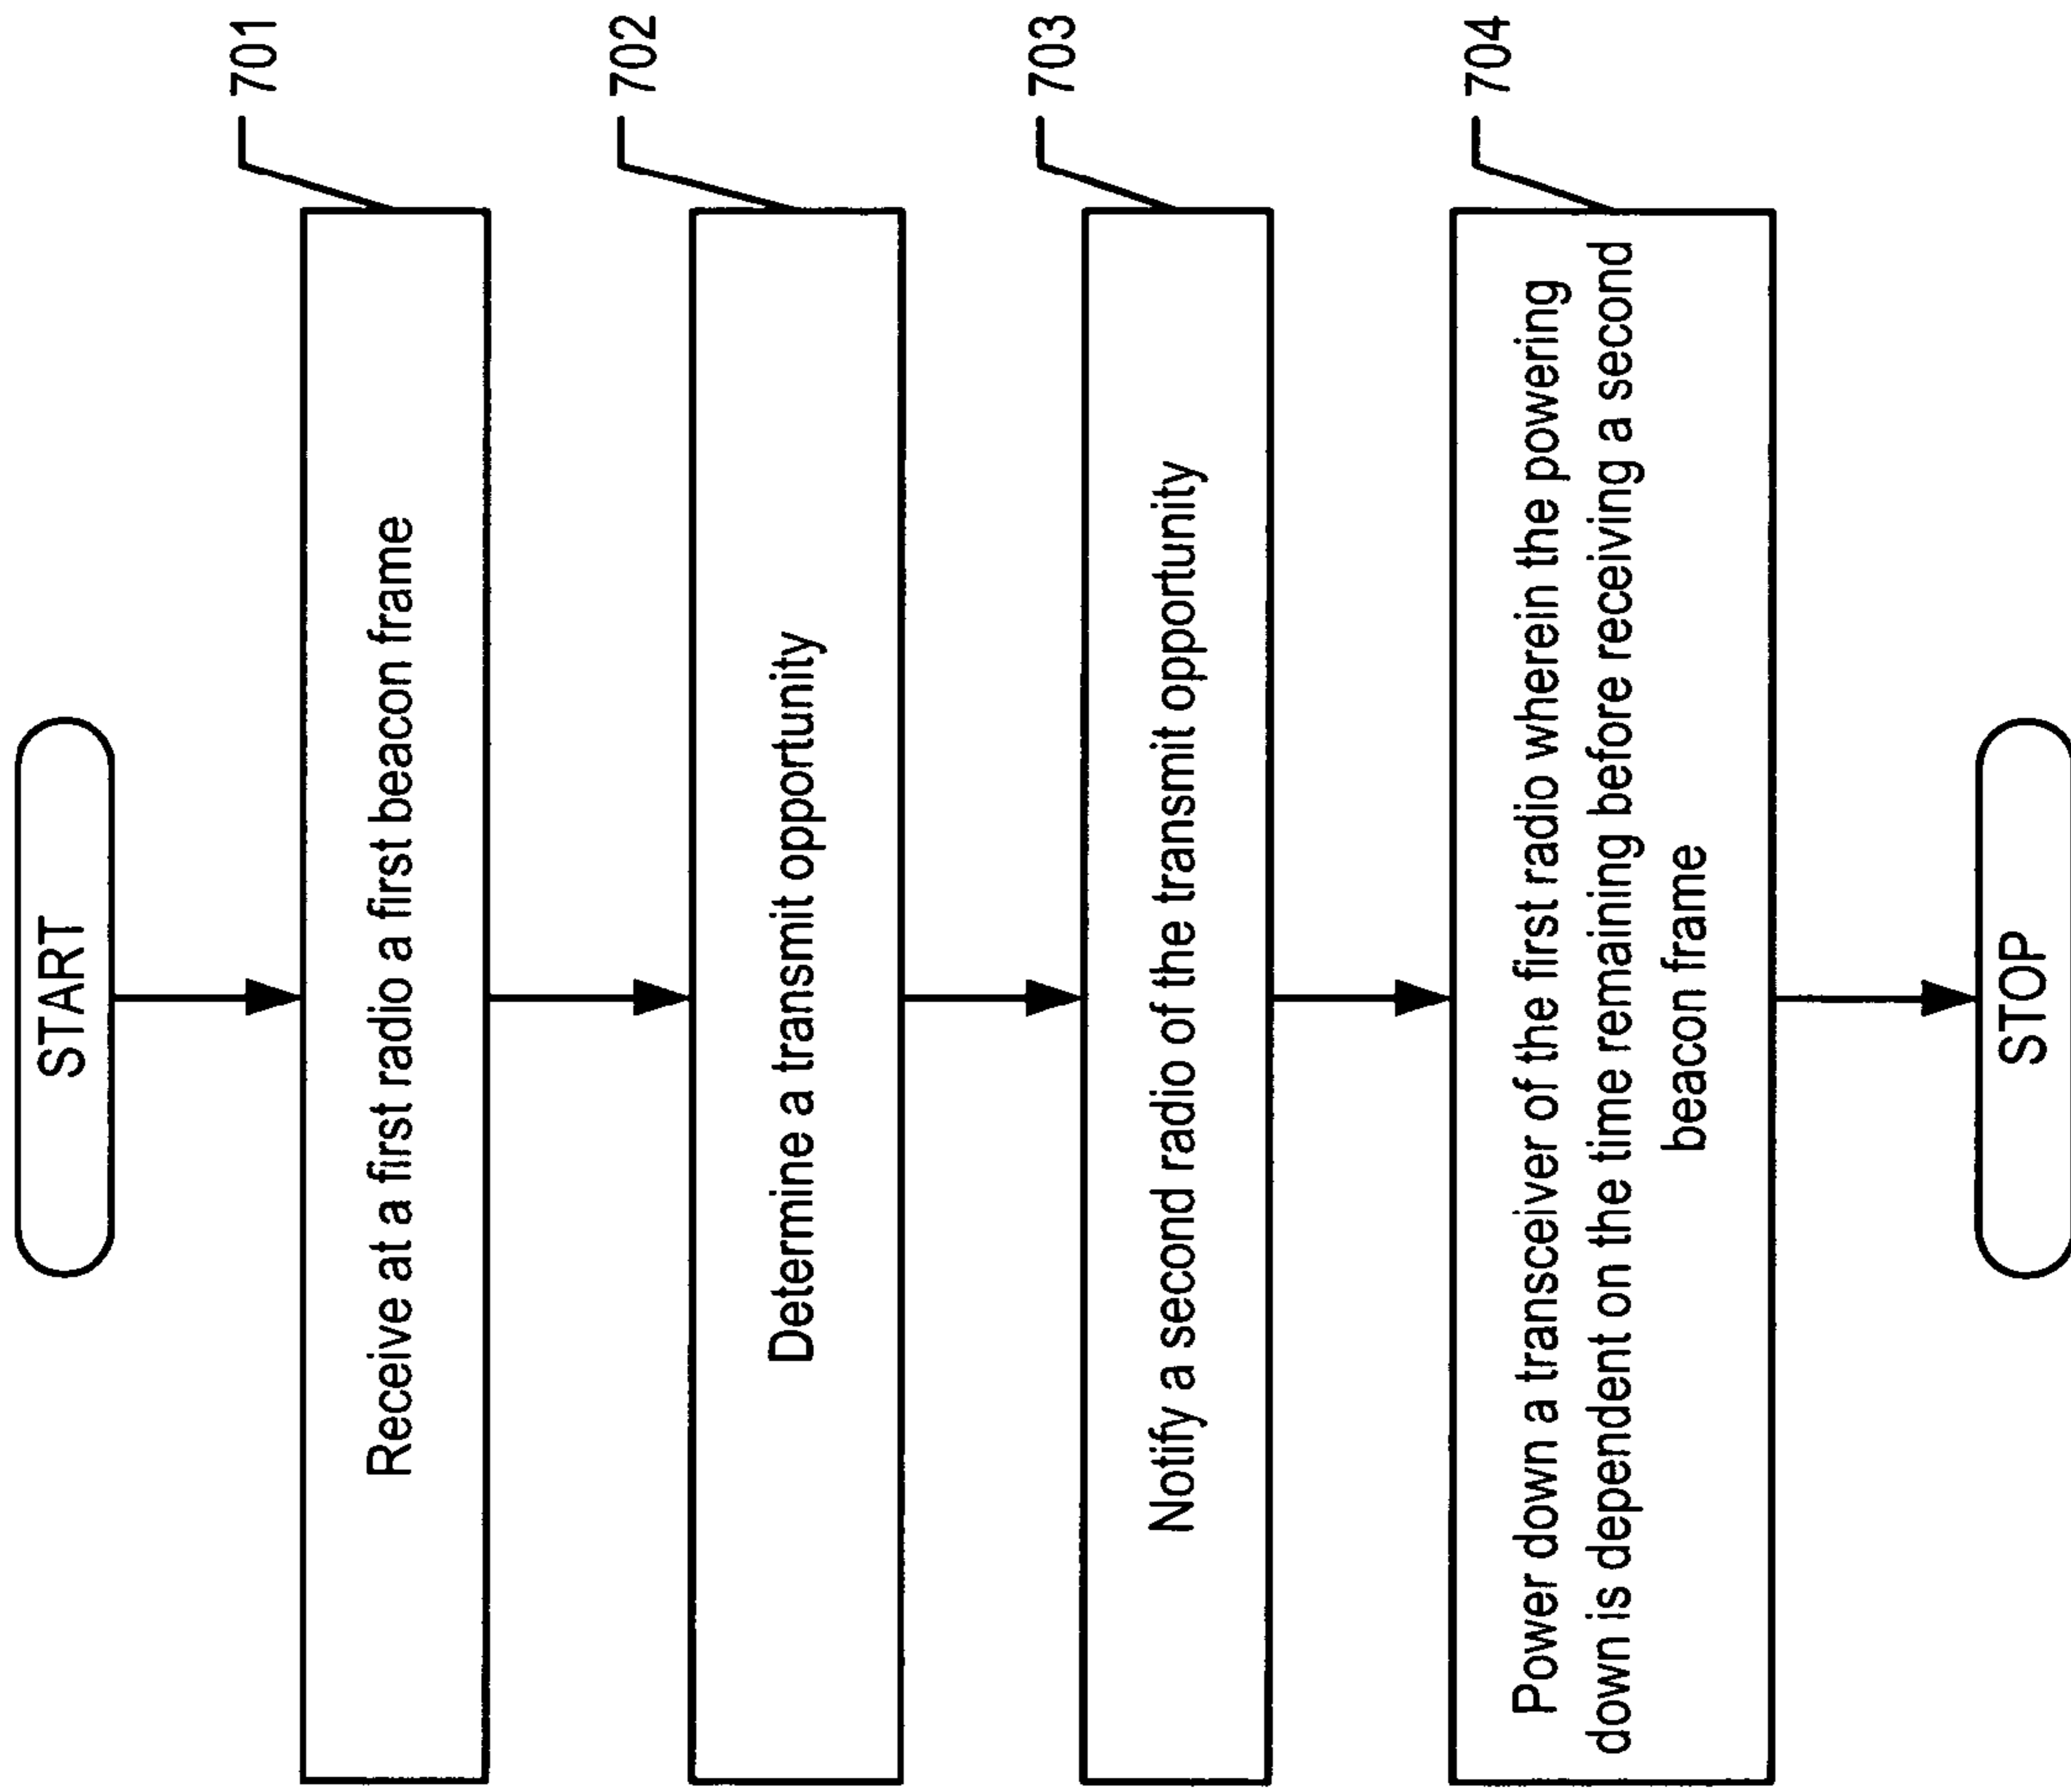 START
701
Receive at a first radio a first beacon frame
702
Determine a transmit opportunity
703
Notify a second radio of the transmit opportunity
704
Power down a transceiver of the first radio wherein the powering
down is dependent on the time remaining before receiving a second
beacon frame
STOP